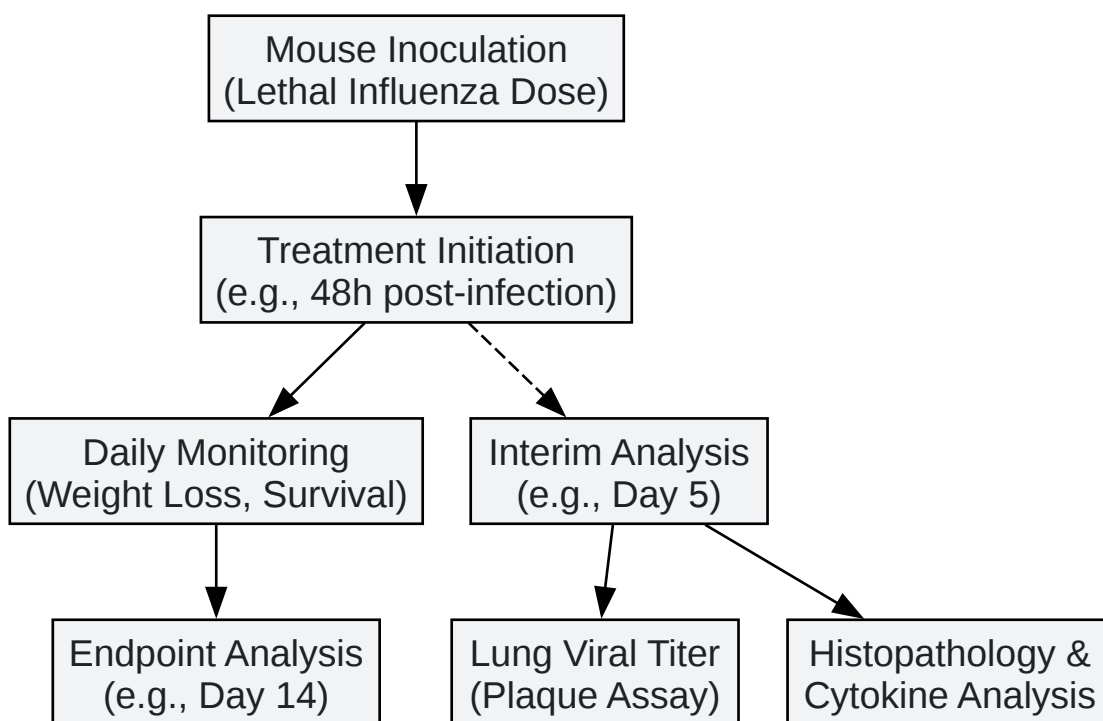 Mouse Inoculation
(Lethal Influenza Dose)
Treatment Initiation
(e.g., 48h post-infection)
Daily Monitoring
(Weight Loss, Survival)
Interim Analysis
(e.g., Day 5)
Endpoint Analysis
(e.g., Day 14)
Lung Viral Titer
(Plaque Assay)
Histopathology &
Cytokine Analysis